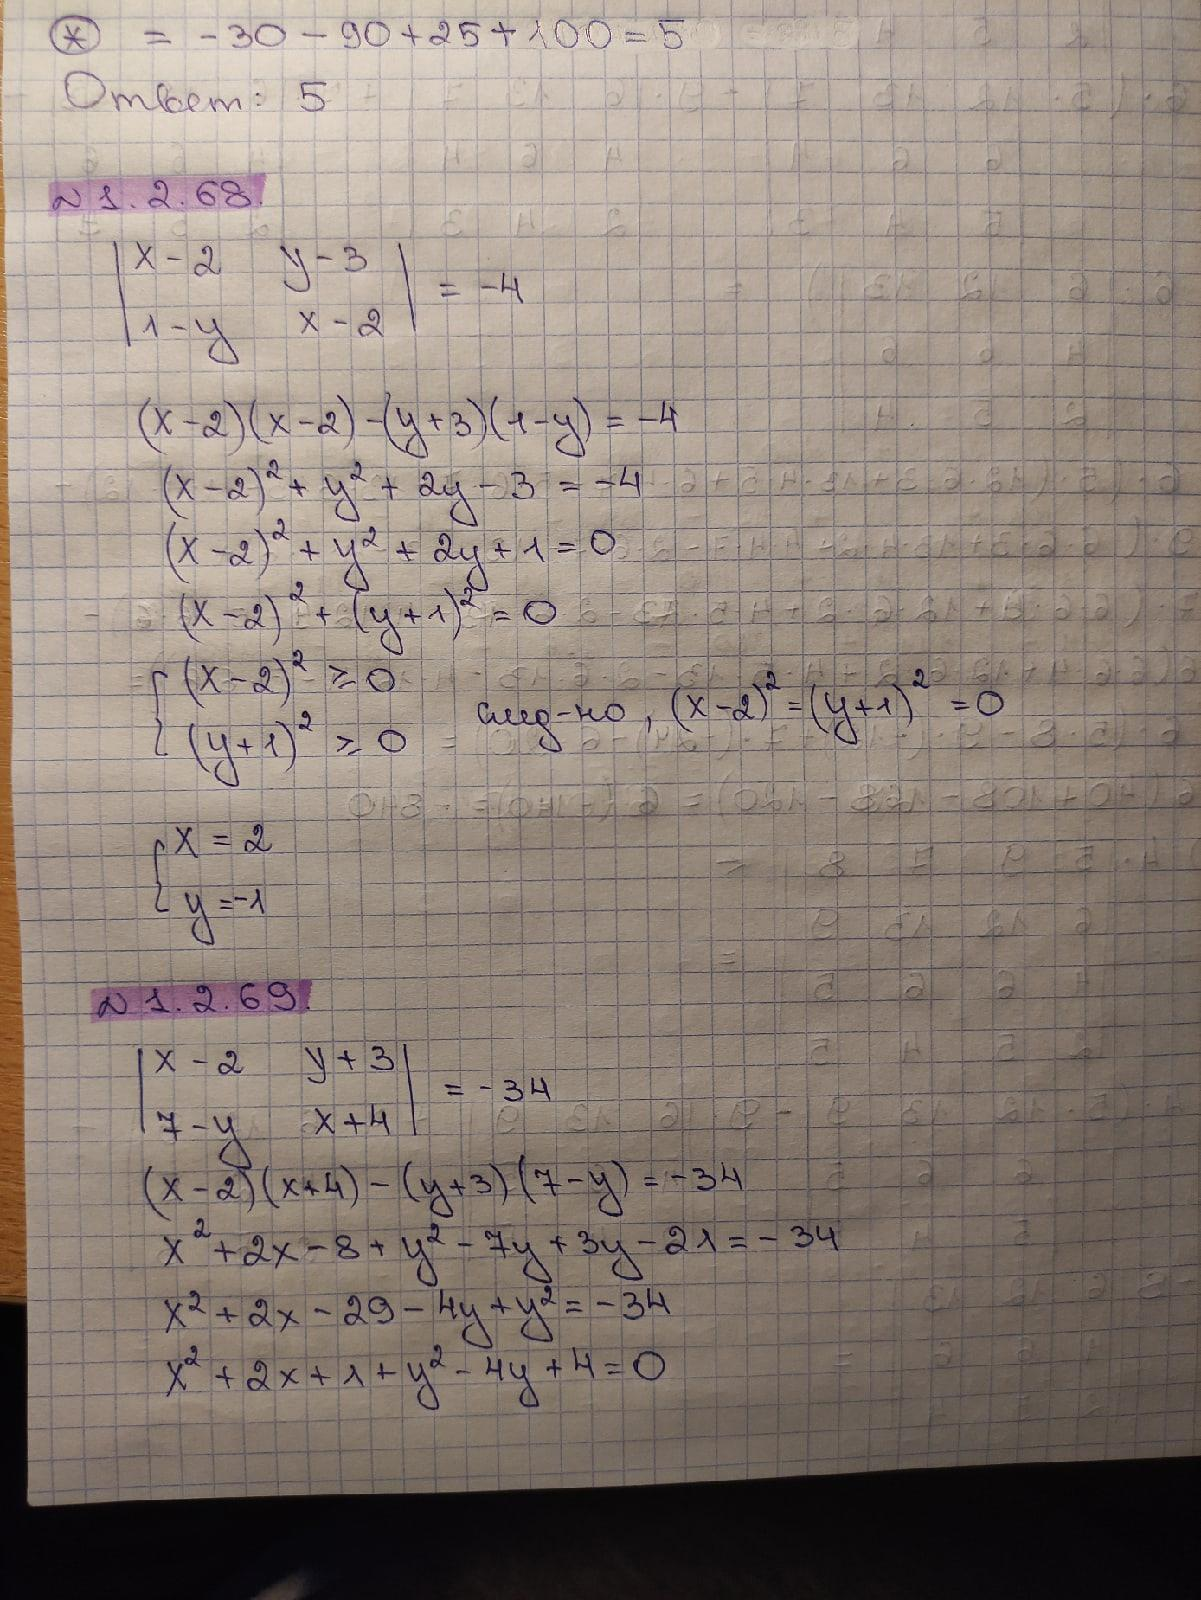 * = -30 - 90 + 25 + 100 = 5
Ответ: 5
№ 1.2.68.
| x - 2   y - 3 |
| 1 - y   x - 2 | = -4
(x-2)(x-2) - (y+3)(1-y) = -4
(x-2)² + y² + 2y - 3 = -4
(x-2)² + y² + 2y + 1 = 0
(x-2)² + (y+1)² = 0
{ (x-2)² ⩾ 0
{ (y+1)² ⩾ 0   след-но, (x-2)² = (y+1)² = 0
{ x = 2
{ y = -1
№ 1.2.69.
| x - 2   y + 3 |
| 7 - y   x + 4 | = -34
(x-2)(x+4) - (y+3)(7-y) = -34
x² + 2x - 8 + y² - 7y + 3y - 21 = -34
x² + 2x - 29 - 4y + y² = -34
x² + 2x + 1 + y² - 4y + 4 = 0